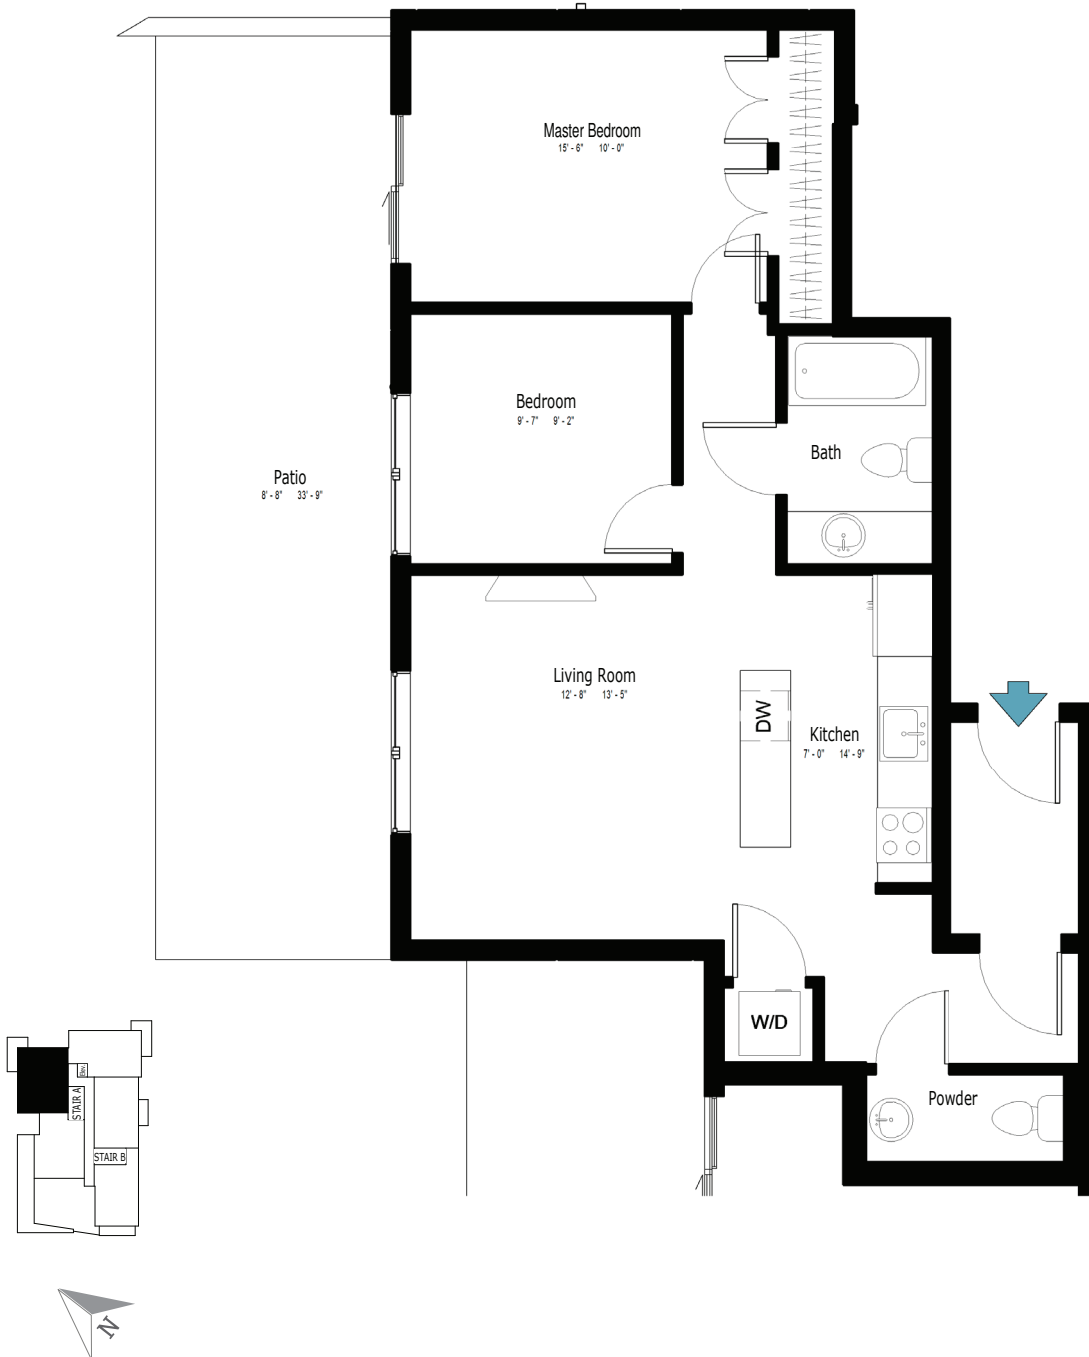 Master Bedroom
15' - 6" 10' - 0"
Bedroom
9' - 7" 9' - 2"
Bath
Patio
8' - 8" 33' - 9"
Living Room
12' - 8" 13' - 5"
DW
Kitchen
7' - 0" 14' - 9"
W/D
Powder
Elev.
STAIR A
STAIR B
N